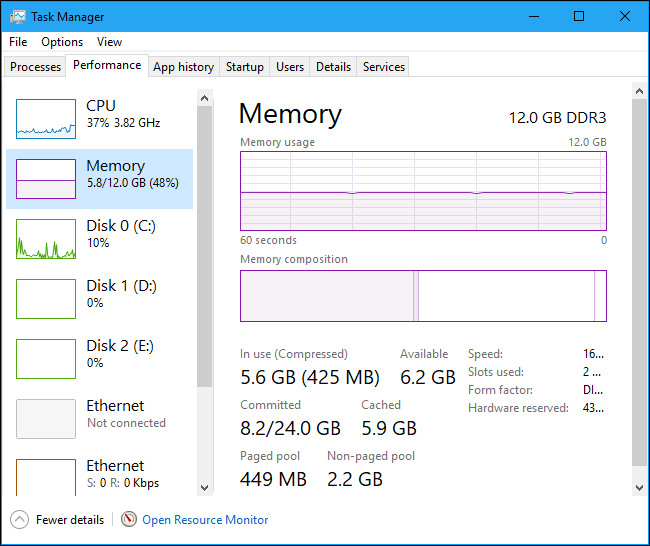 Task Manager
File Options View
Processes Performance App history Startup Users Details Services
CPU
37% 3.82 GHz
Memory
5.8/12.0 GB (48%)
Disk 0 (C:)
10%
Disk 1 (D:)
0%
Disk 2 (E:)
0%
Ethernet
Not connected
Ethernet
S: 0 R: 0 Kbps
Memory 12.0 GB DDR3
Memory usage 12.0 GB
60 seconds 0
Memory composition
In use (Compressed) Available
5.6 GB (425 MB) 6.2 GB
Committed Cached
8.2/24.0 GB 5.9 GB
Paged pool Non-paged pool
449 MB 2.2 GB
Speed: 16...
Slots used: 2 ...
Form factor: DI...
Hardware reserved: 43...
Fewer details Open Resource Monitor